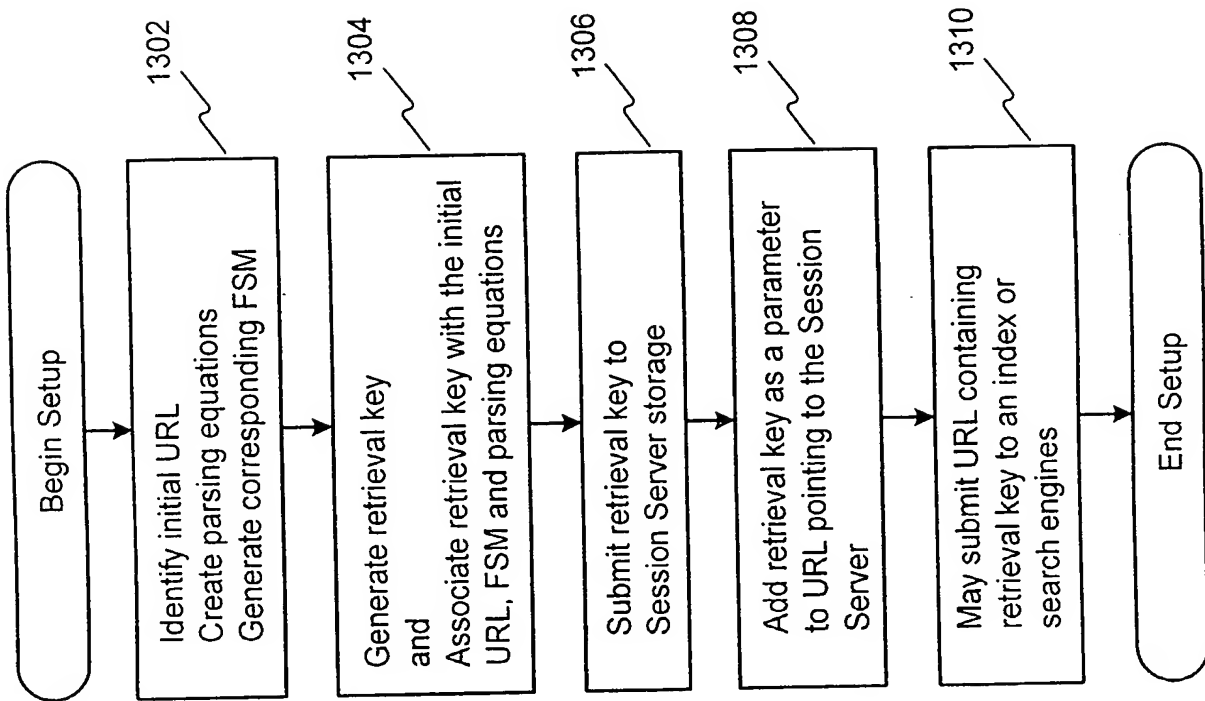 Begin Setup
Identify initial URL
Create parsing equations
Generate corresponding FSM
1302
Generate retrieval key
and
Associate retrieval key with the initial
URL, FSM and parsing equations
1304
Submit retrieval key to
Session Server storage
1306
Add retrieval key as a parameter
to URL pointing to the Session
Server
1308
May submit URL containing
retrieval key to an index or
search engines
1310
End Setup